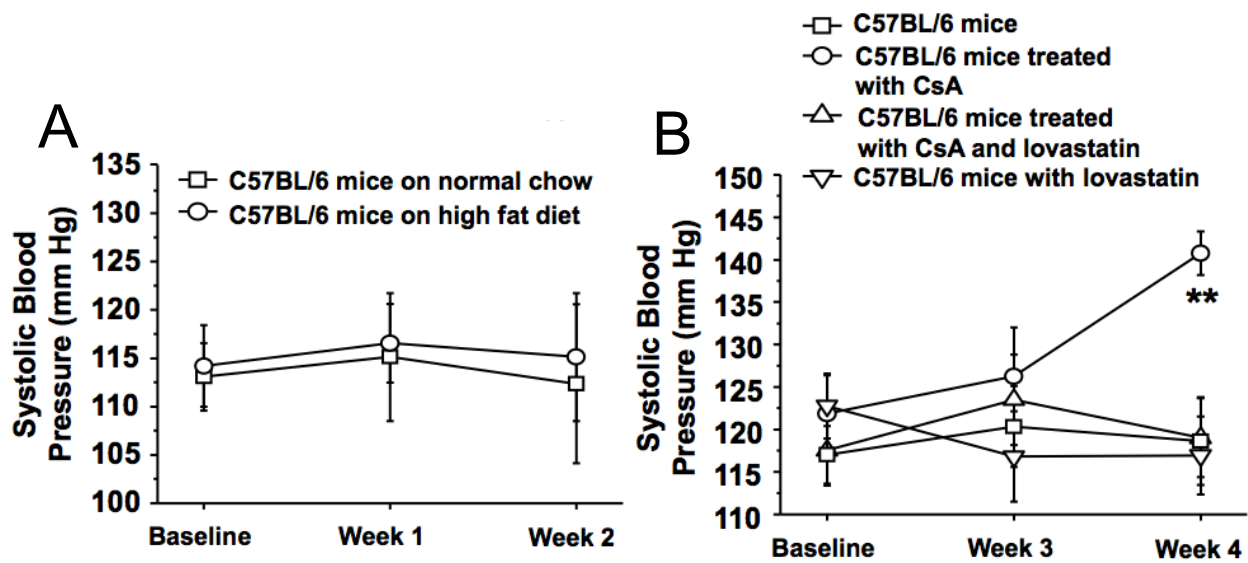 A
C57BL/6 mice on normal chow
C57BL/6 mice on high fat diet
Systolic Blood
Pressure (mm Hg)
135
130
125
120
115
110
105
100
Baseline
Week 1
Week 2
B
C57BL/6 mice
C57BL/6 mice treated
with CsA
C57BL/6 mice treated
with CsA and lovastatin
C57BL/6 mice with lovastatin
Systolic Blood
Pressure (mm Hg)
150
145
140
135
130
125
120
115
110
**
Baseline
Week 3
Week 4